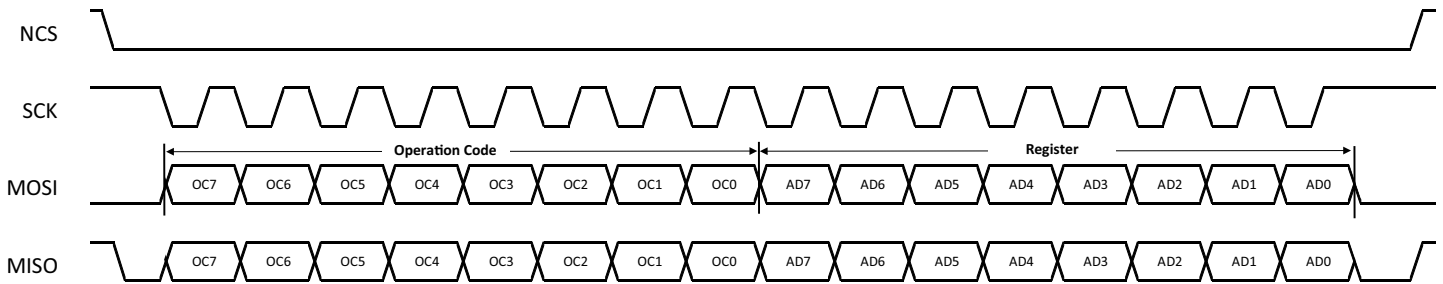 NCS
SCK
Operation Code Register
MOSI OC7 OC6 OC5 OC4 OC3 OC2 OC1 OC0 AD7 AD6 AD5 AD4 AD3 AD2 AD1 AD0
MISO OC7 OC6 OC5 OC4 OC3 OC2 OC1 OC0 AD7 AD6 AD5 AD4 AD3 AD2 AD1 AD0